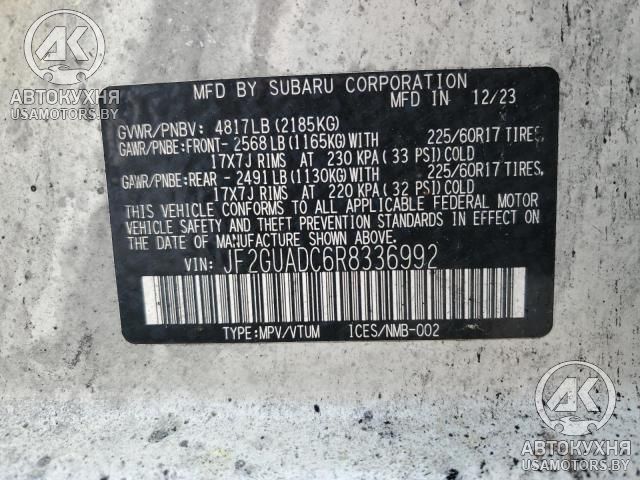 AK
АВТОКУХНЯ
USAMOTORS.BY
MFD BY SUBARU CORPORATION
MFD IN 12/23
GVWR/PNBV: 4817LB(2185KG)
GAWR/PNBE:FRONT- 2568LB(1165KG)WITH 225/60R17 TIRES,
17X7J RIMS AT 230 KPA(33 PSI)COLD
GAWR/PNBE:REAR - 2491LB(1130KG)WITH 225/60R17 TIRES,
17X7J RIMS AT 220 KPA(32 PSI)COLD
THIS VEHICLE CONFORMS TO ALL APPLICABLE FEDERAL MOTOR
VEHICLE SAFETY AND THEFT PREVENTION STANDARDS IN EFFECT ON
THE DATE OF MANUFACTURE SHOWN ABOVE.
VIN: JF2GUADC6R8336992
TYPE:MPV/VTUM ICES/NMB-002
AK
АВТОКУХНЯ
USAMOTORS.BY